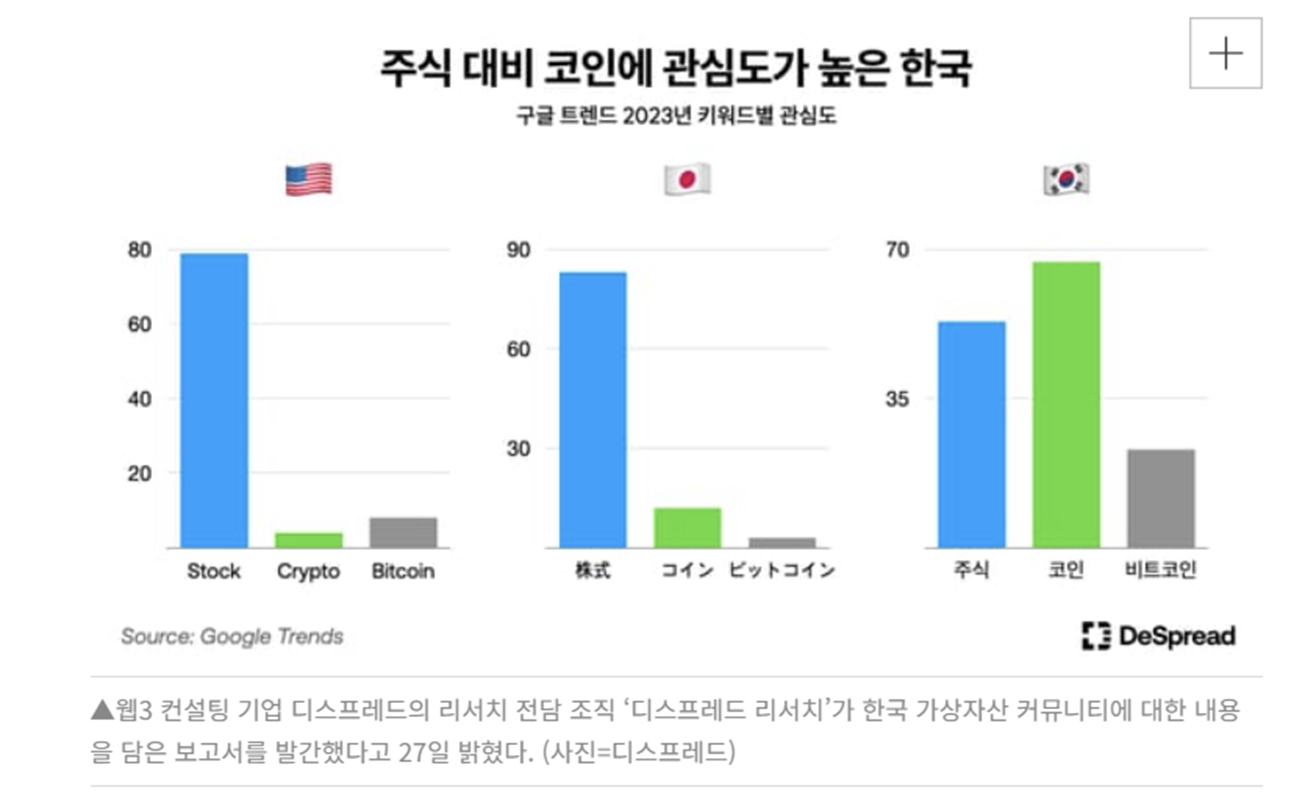 주식 대비 코인에 관심도가 높은 한국
구글 트렌드 2023년 키워드별 관심도
80
60
40
20
Stock Crypto Bitcoin
90
60
30
株式 コイン ビットコイン
70
35
주식 코인 비트코인
Source: Google Trends
DeSpread
▲웹3 컨설팅 기업 디스프레드의 리서치 전담 조직 ‘디스프레드 리서치’가 한국 가상자산 커뮤니티에 대한 내용
을 담은 보고서를 발간했다고 27일 밝혔다. (사진=디스프레드)